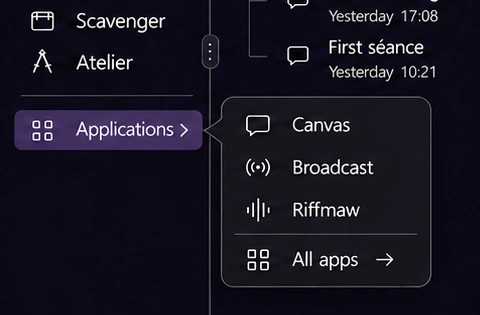 Scavenger
Atelier
Applications
Yesterday 17:08
First séance
Yesterday 10:21
Canvas
Broadcast
Riffmaw
All apps →